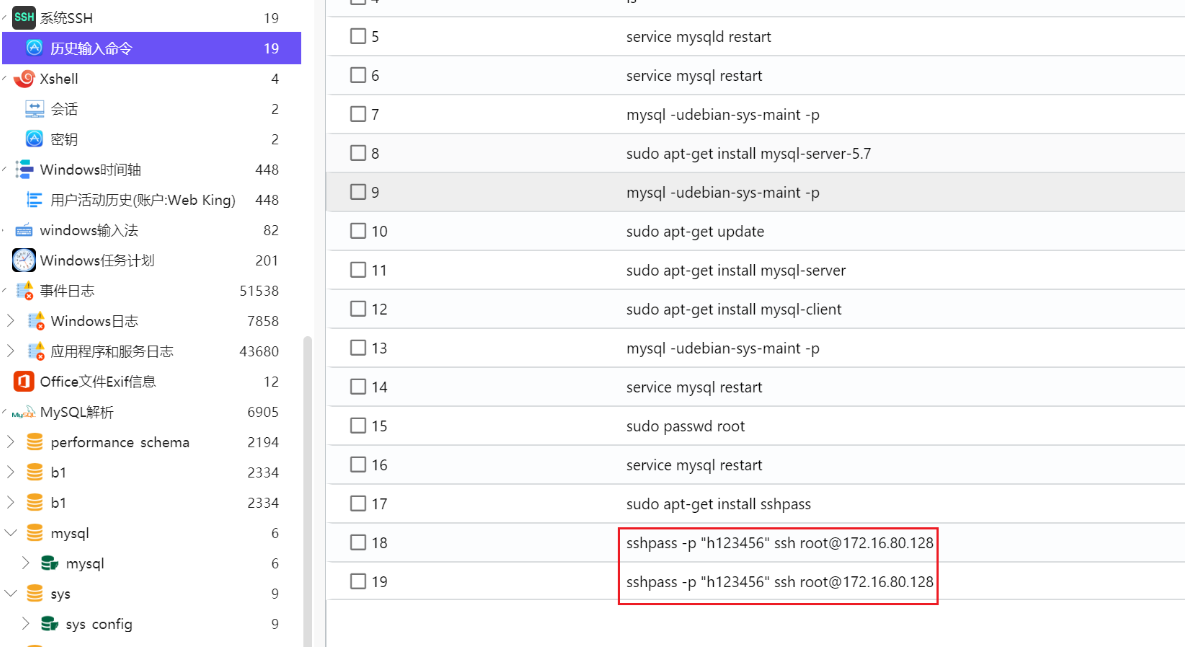 SSH 系统SSH 19
历史输入命令 19
Xshell 4
会话 2
密钥 2
Windows时间轴 448
用户活动历史(账户:Web King) 448
windows输入法 82
Windows任务计划 201
事件日志 51538
Windows日志 7858
应用程序和服务日志 43680
Office文件Exif信息 12
MySQL解析 6905
performance_schema 2194
b1 2334
b1 2334
mysql 6
mysql 6
sys 9
sys_config 9
5 service mysqld restart
6 service mysql restart
7 mysql -udebian-sys-maint -p
8 sudo apt-get install mysql-server-5.7
9 mysql -udebian-sys-maint -p
10 sudo apt-get update
11 sudo apt-get install mysql-server
12 sudo apt-get install mysql-client
13 mysql -udebian-sys-maint -p
14 service mysql restart
15 sudo passwd root
16 service mysql restart
17 sudo apt-get install sshpass
18 sshpass -p "h123456" ssh root@172.16.80.128
19 sshpass -p "h123456" ssh root@172.16.80.128